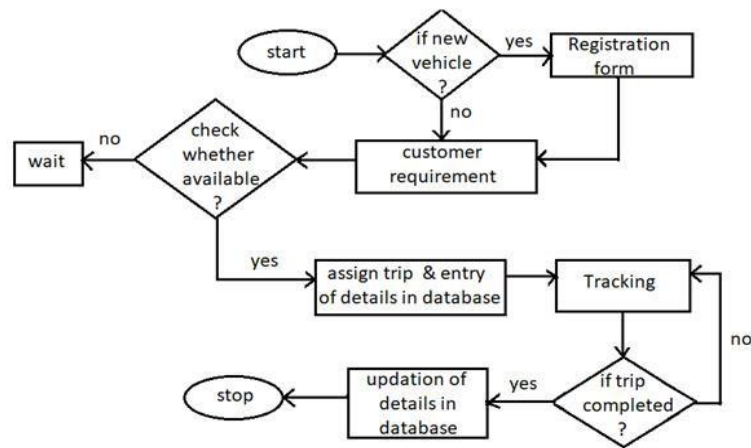 start
if new
vehicle
?
yes
Registration
form
no
customer
requirement
check
whether
available
?
no
wait
yes
assign trip & entry
of details in database
Tracking
no
if trip
completed
?
yes
updation of
details in
database
stop